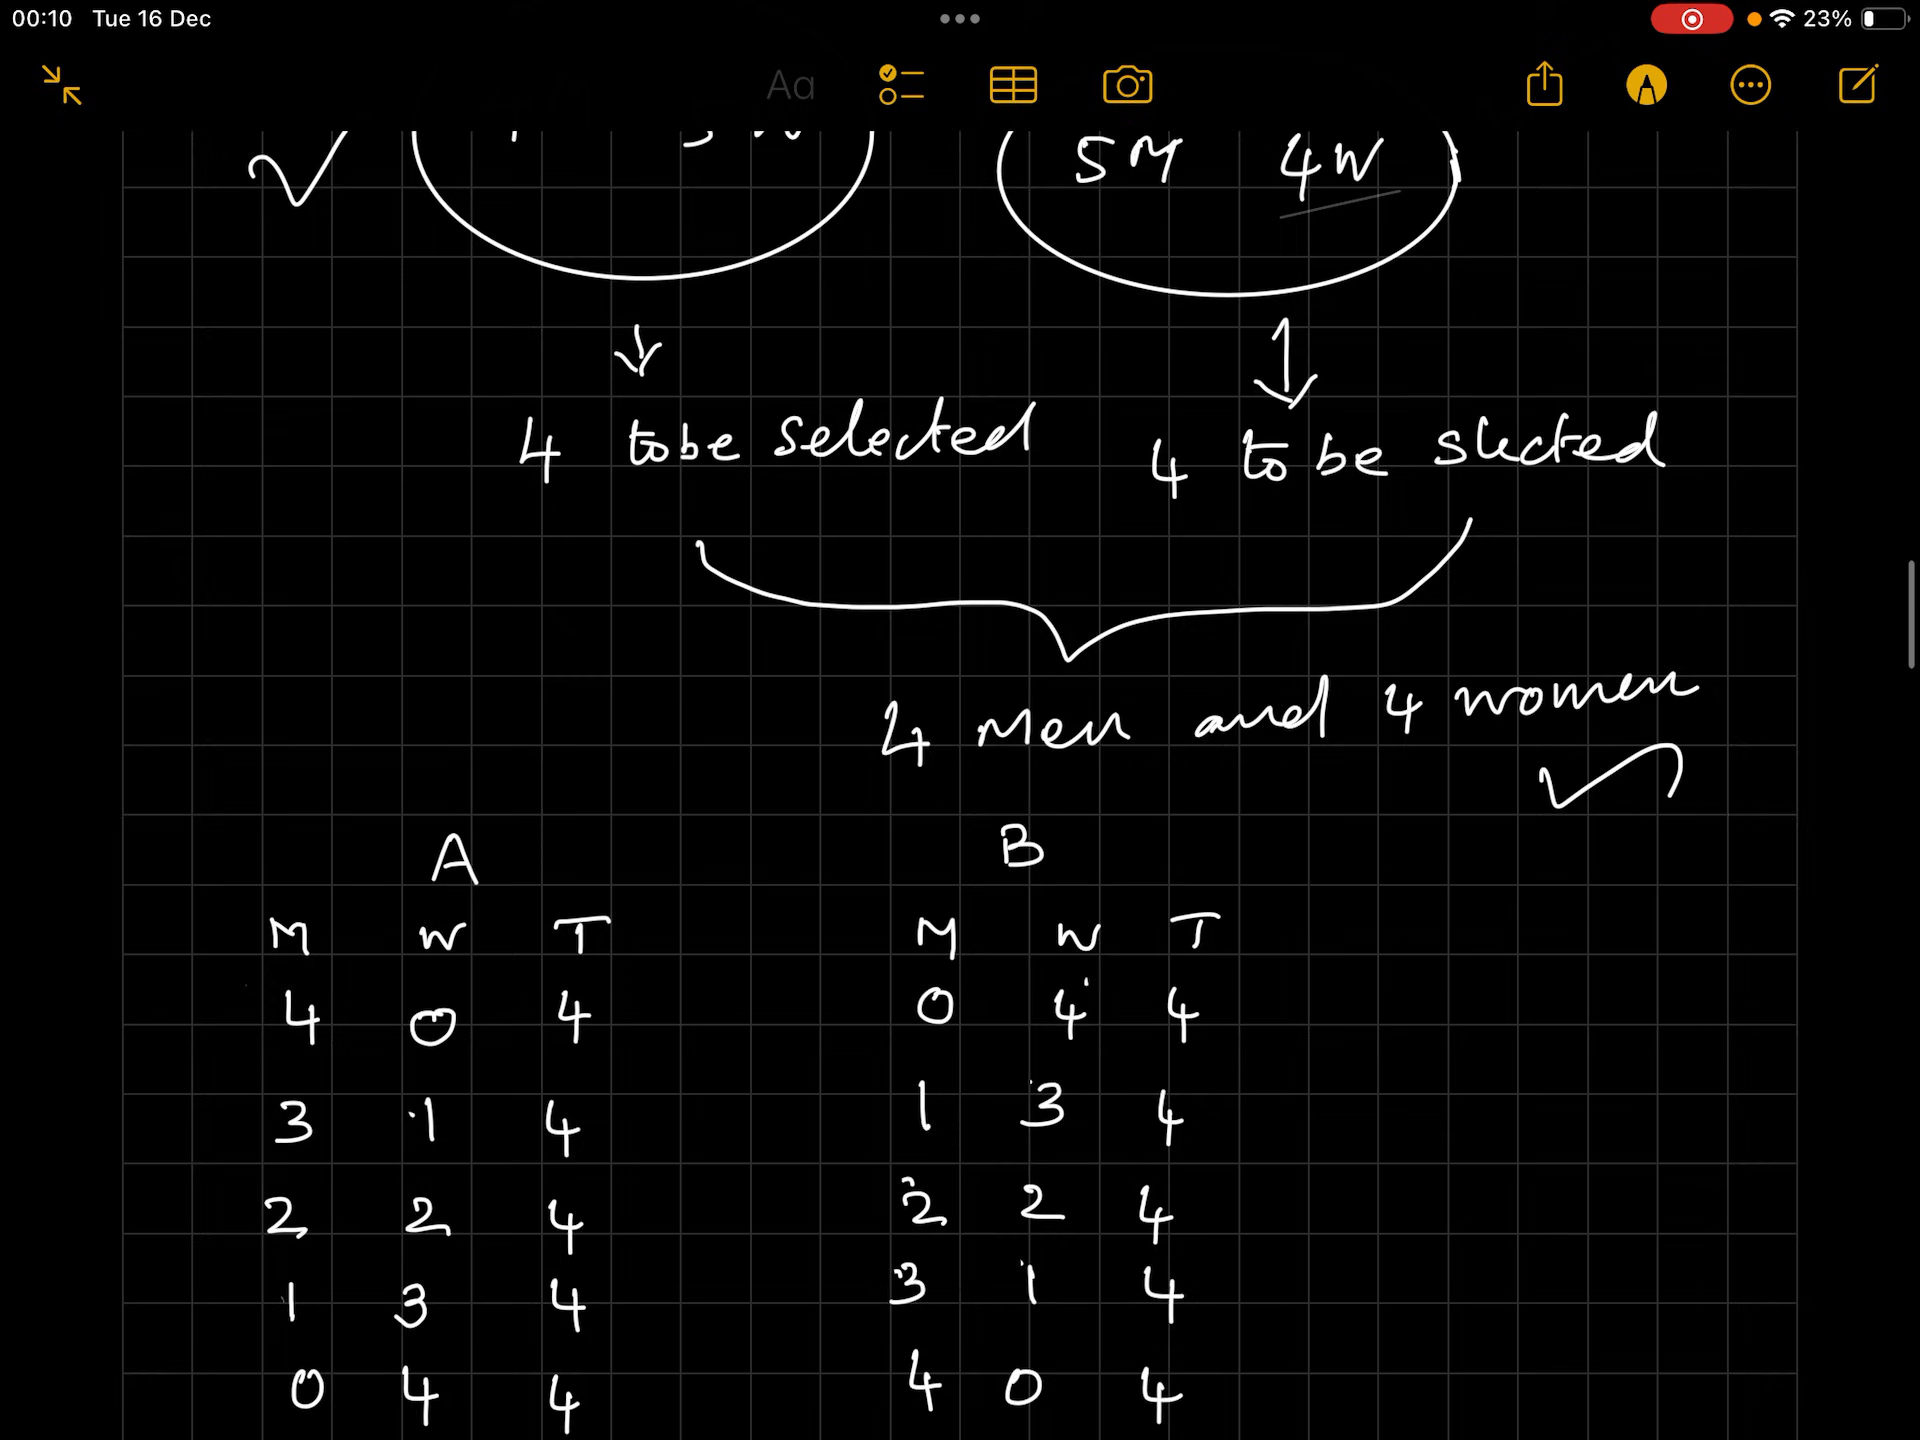 00:10 Tue 16 Dec 23%
Aa
5M 4W
4 to be selected 4 to be slcted
4 Men and 4 women
A B
M W T M W T
4 0 4 0 4 4
3 1 4 1 3 4
2 2 4 2 2 4
1 3 4 3 1 4
0 4 4 4 0 4